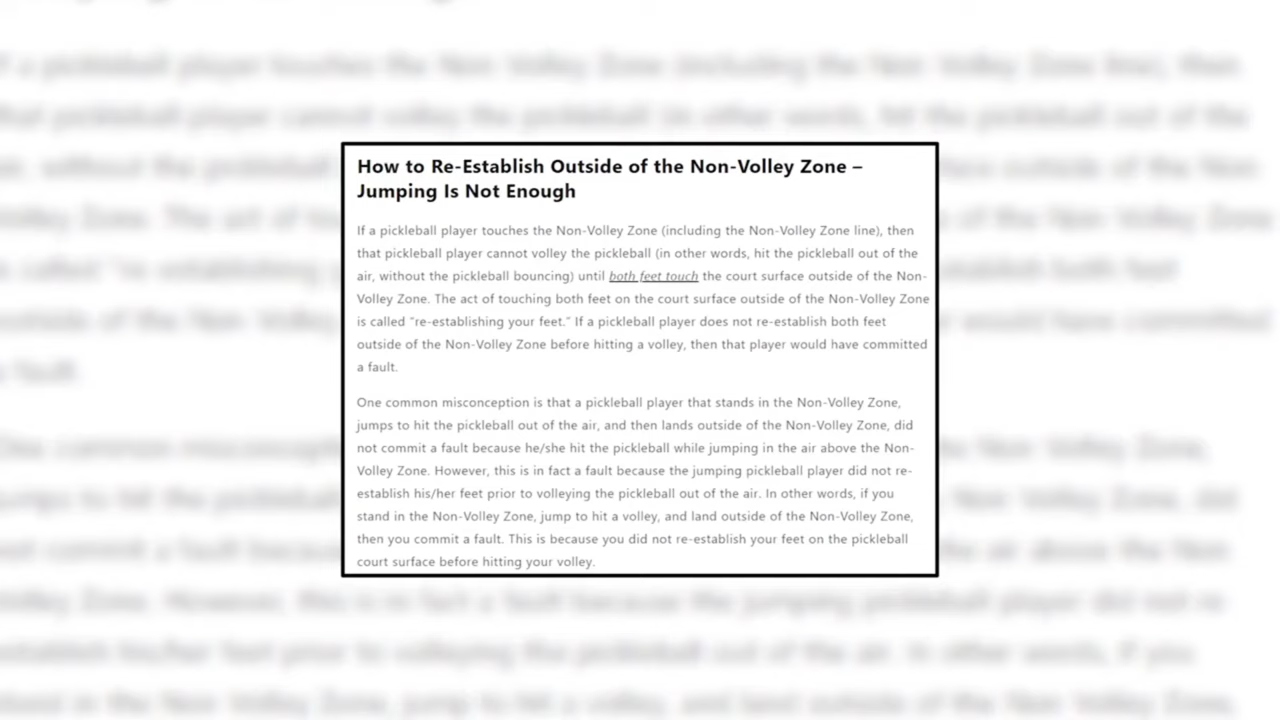 How to Re-Establish Outside of the Non-Volley Zone –
Jumping Is Not Enough
If a pickleball player touches the Non-Volley Zone (including the Non-Volley Zone line), then
that pickleball player cannot volley the pickleball (in other words, hit the pickleball out of the
air, without the pickleball bouncing) until both feet touch the court surface outside of the Non-
Volley Zone. The act of touching both feet on the court surface outside of the Non-Volley Zone
is called “re-establishing your feet.” If a pickleball player does not re-establish both feet
outside of the Non-Volley Zone before hitting a volley, then that player would have committed
a fault.
One common misconception is that a pickleball player that stands in the Non-Volley Zone,
jumps to hit the pickleball out of the air, and then lands outside of the Non-Volley Zone, did
not commit a fault because he/she hit the pickleball while jumping in the air above the Non-
Volley Zone. However, this is in fact a fault because the jumping pickleball player did not re-
establish his/her feet prior to volleying the pickleball out of the air. In other words, if you
stand in the Non-Volley Zone, jump to hit a volley, and land outside of the Non-Volley Zone,
then you commit a fault. This is because you did not re-establish your feet on the pickleball
court surface before hitting your volley.